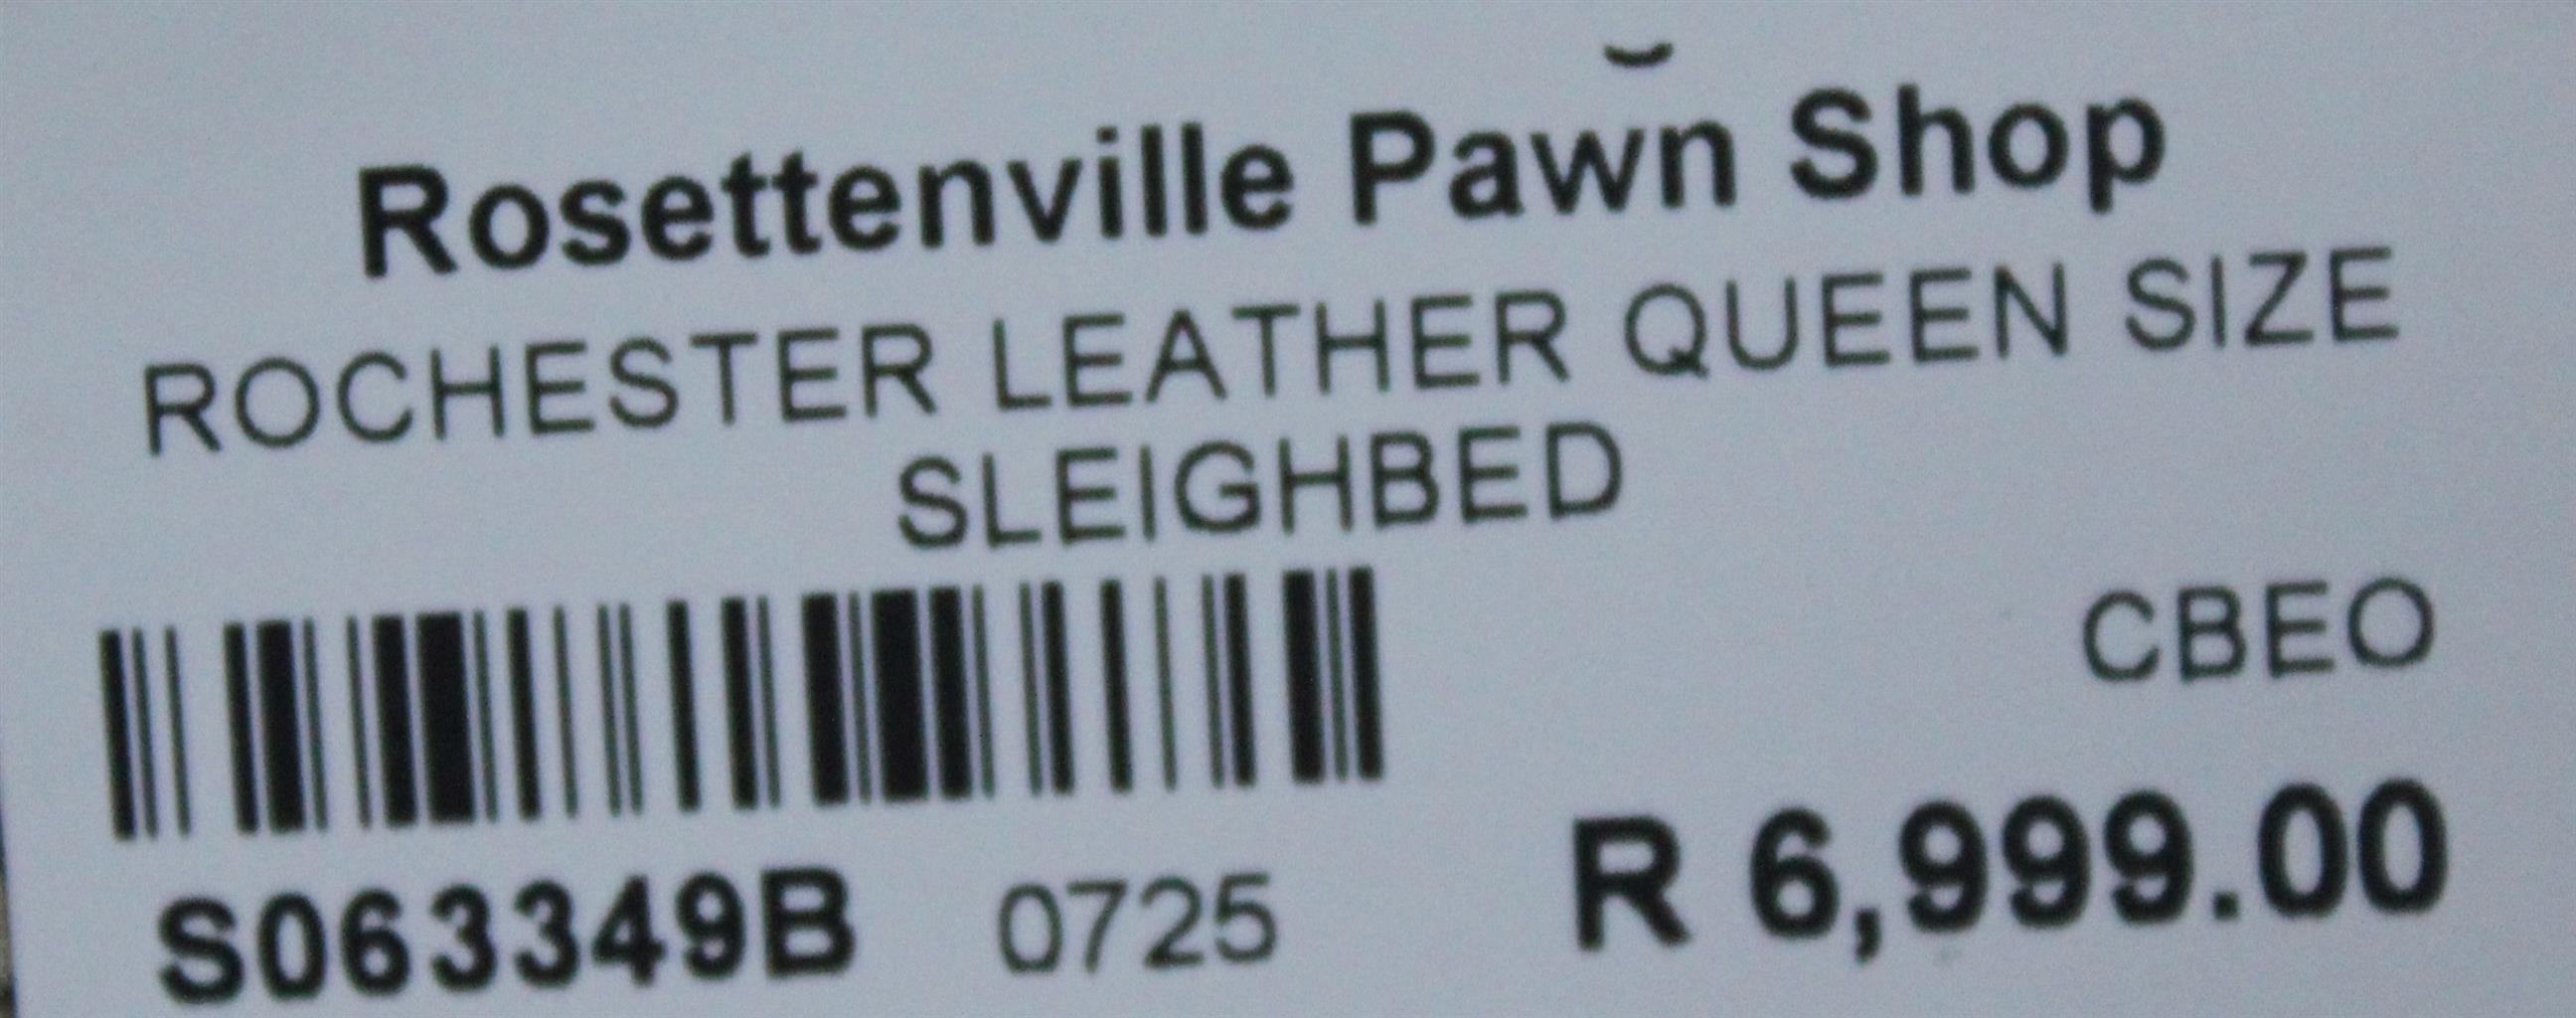 Rosettenville Pawn Shop
ROCHESTER LEATHER QUEEN SIZE
SLEIGHBED
CBEO
S063349B 0725 R 6,999.00